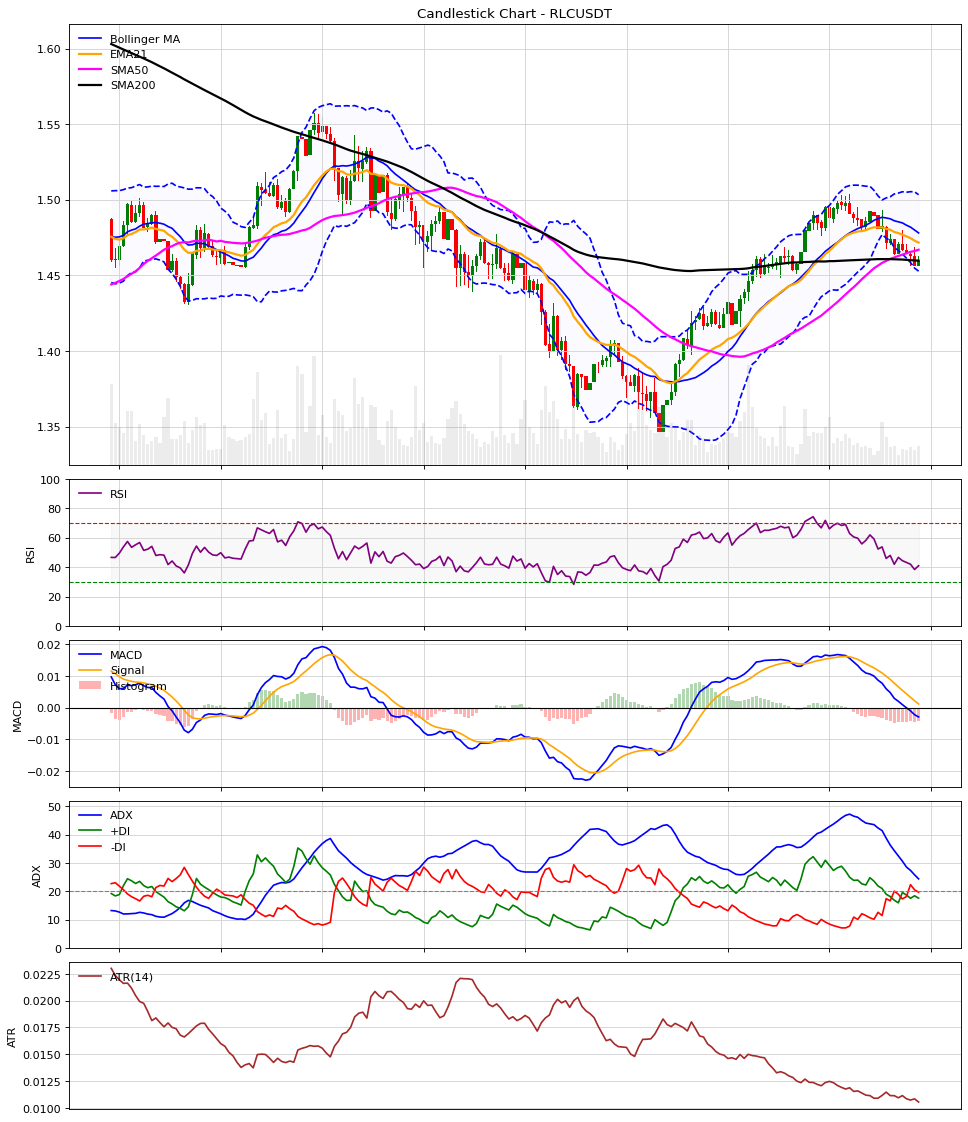 Candlestick Chart - RLCUSDT
Bollinger MA
EMA21
SMA50
SMA200
1.60
1.55
1.50
1.45
1.40
1.35
RSI
RSI
100
80
60
40
20
0
MACD
Signal
Histogram
MACD
0.02
0.01
0.00
−0.01
−0.02
ADX
+DI
-DI
ADX
50
40
30
20
10
0
ATR(14)
ATR
0.0225
0.0200
0.0175
0.0150
0.0125
0.0100